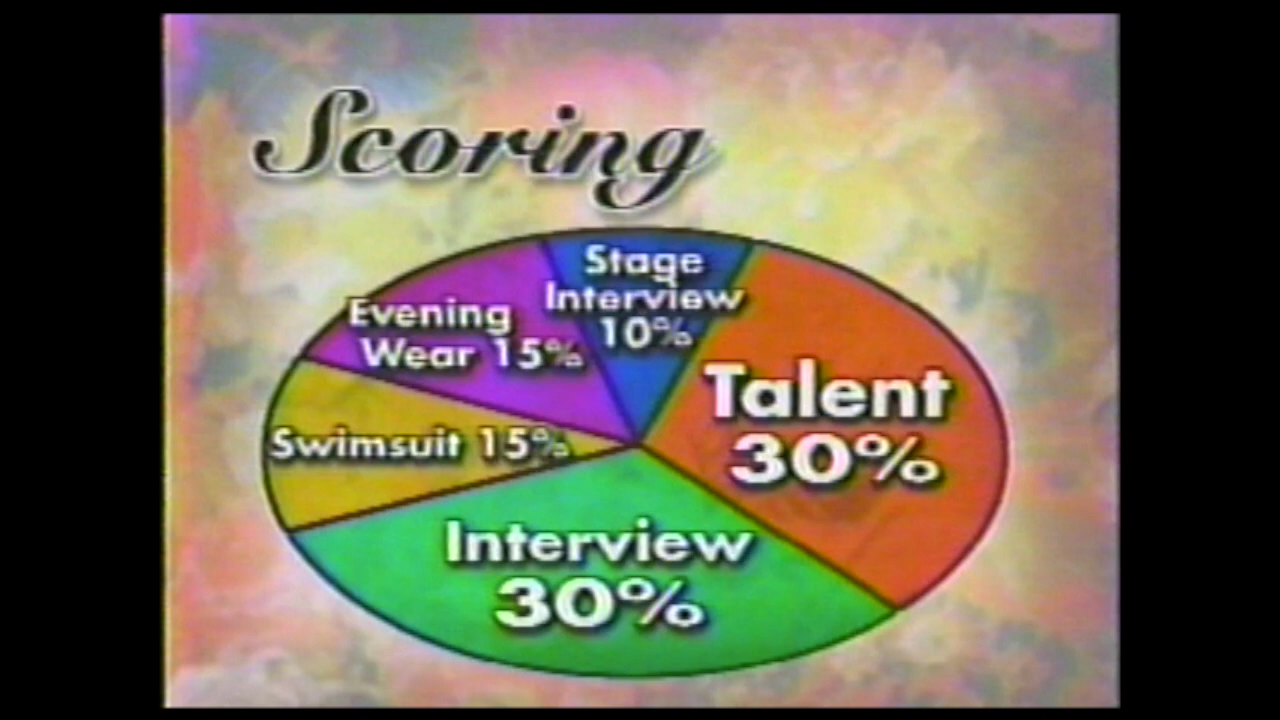 Scoring
Stage
Interview
10%
Evening
Wear 15%
Talent
30%
Swimsuit 15%
Interview
30%